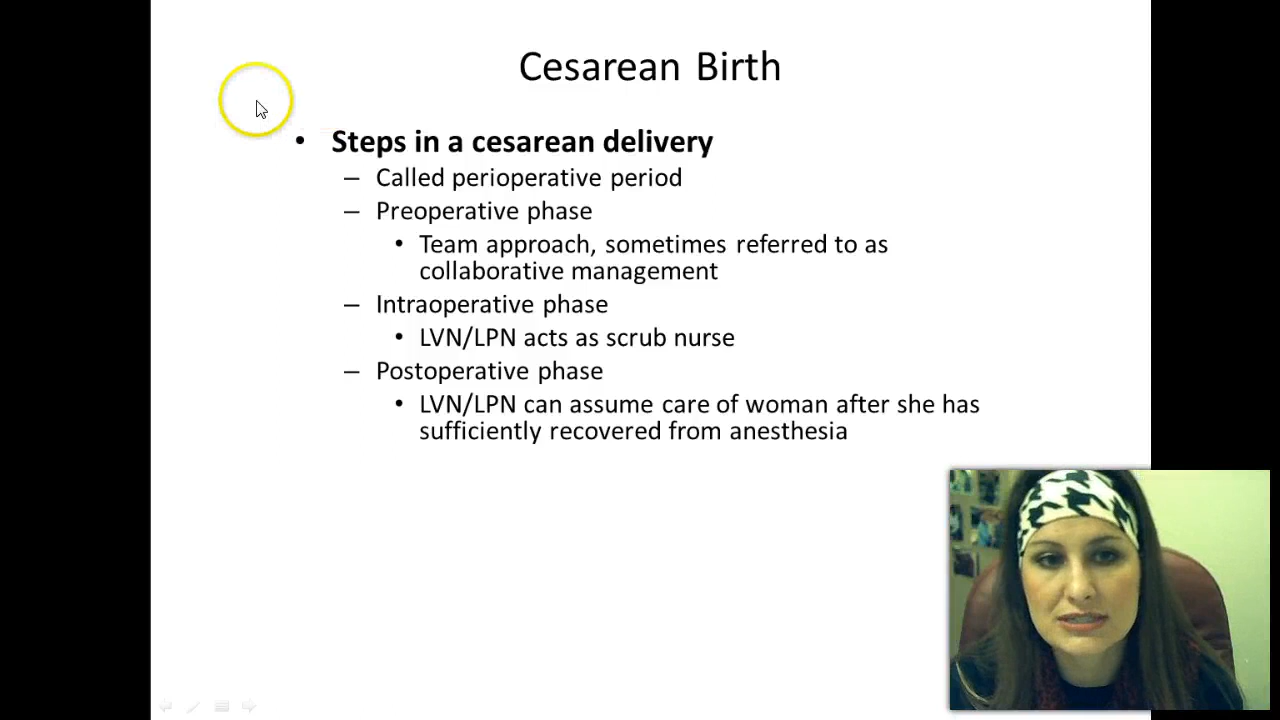 Cesarean Birth
• Steps in a cesarean delivery
– Called perioperative period
– Preoperative phase
• Team approach, sometimes referred to as
collaborative management
– Intraoperative phase
• LVN/LPN acts as scrub nurse
– Postoperative phase
• LVN/LPN can assume care of woman after she has
sufficiently recovered from anesthesia